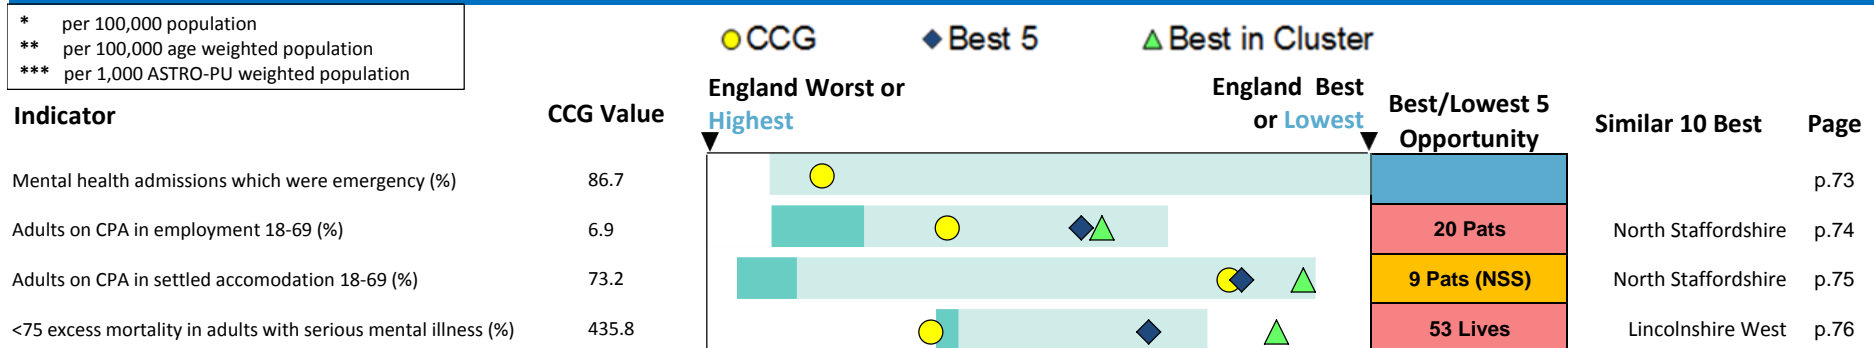 * per 100,000 population
** per 100,000 age weighted population
*** per 1,000 ASTRO-PU weighted population
CCG Best 5 Best in Cluster
Indicator CCG Value England Worst or Highest England Best or Lowest Best/Lowest 5 Opportunity Similar 10 Best Page
Mental health admissions which were emergency (%) 86.7 p.73
Adults on CPA in employment 18-69 (%) 6.9 20 Pats North Staffordshire p.74
Adults on CPA in settled accomodation 18-69 (%) 73.2 9 Pats (NSS) North Staffordshire p.75
<75 excess mortality in adults with serious mental illness (%) 435.8 53 Lives Lincolnshire West p.76